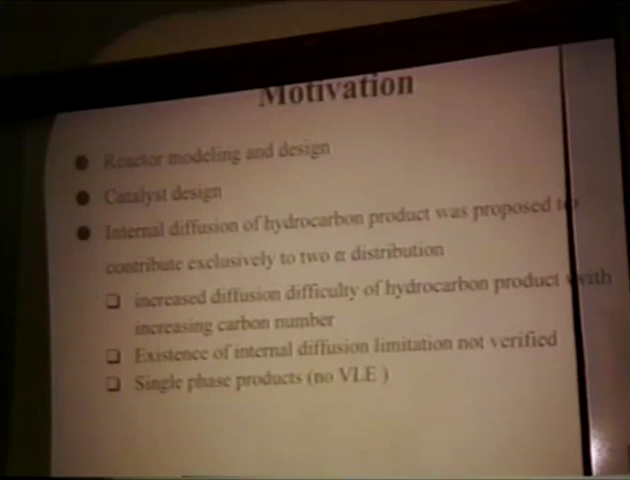 Motivation
● Reactor modeling and design
● Catalyst design
● Internal diffusion of hydrocarbon product was proposed to
contribute exclusively to two α distribution
❑ increased diffusion difficulty of hydrocarbon product with
increasing carbon number
❑ Existence of internal diffusion limitation not verified
❑ Single phase products (no VLE )